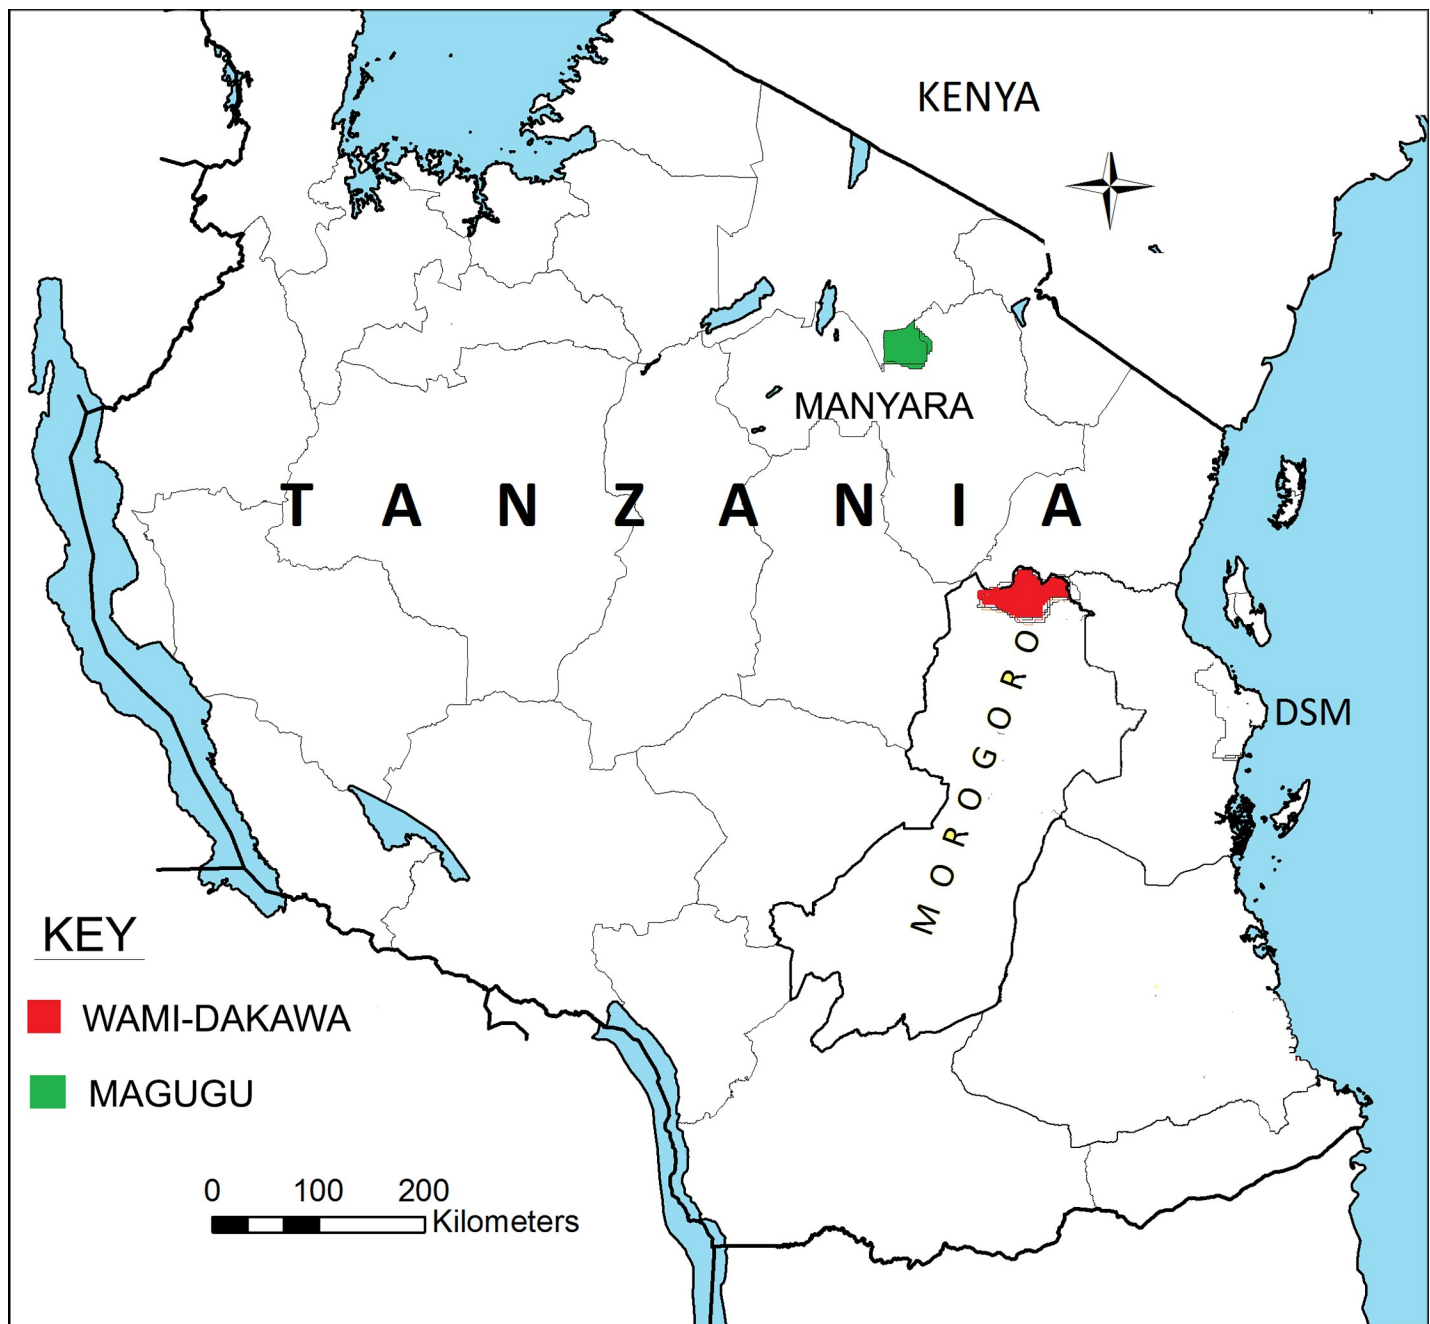 KENYA
MANYARA
T A N Z A N I A
MOROGORO
DSM
KEY
WAMI-DAKAWA
MAGUGU
0 100 200
Kilometers